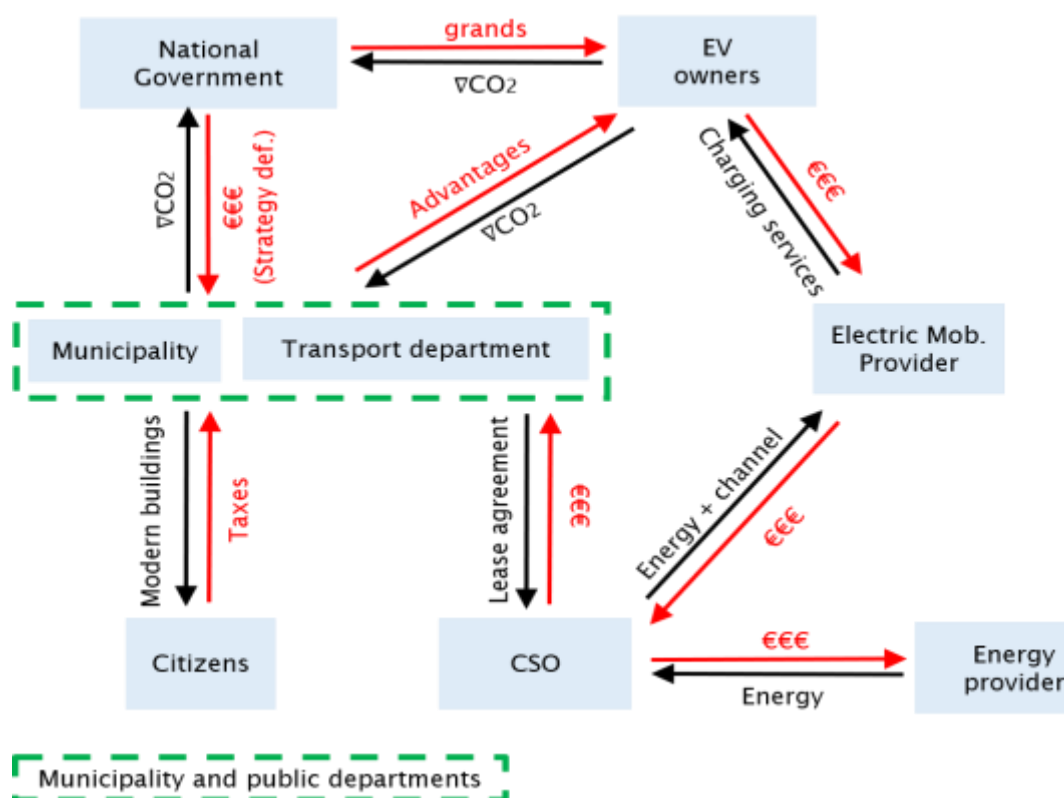 National
Government
grands
∇CO2
EV
owners
∇CO2
€€€
(Strategy def.)
Advantages
∇CO2
Charging services
€€€
Municipality
Transport department
Electric Mob.
Provider
Modern buildings
Taxes
Lease agreement
€€€
Energy + channel
€€€
Citizens
CSO
€€€
Energy
Energy
provider
Municipality and public departments